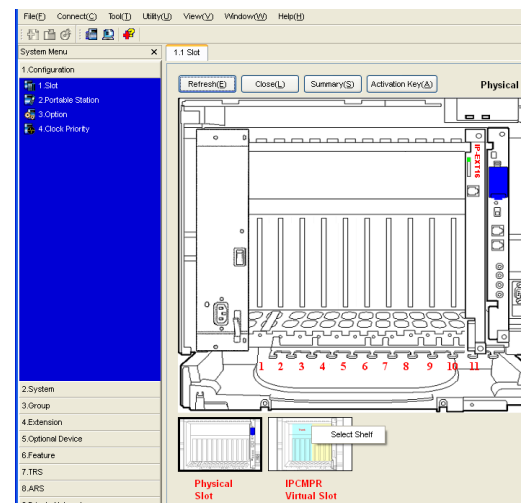 File(F) Connect(C) Tool(T) Utility(U) View(V) Window(W) Help(H)
System Menu X 1.1 Slot
1.Configuration
1.Slot
2.Portable Station
3.Option
4.Clock Priority
Refresh(E) Close(L) Summary(S) Activation Key(A) Physical
IP-EXT16
1 2 3 4 5 6 7 8 9 10 11
2.System
3.Group
4.Extension
5.Optional Device
6.Feature
7.TRS
8.ARS
Select Shelf
Physical
Slot
IPCMPR
Virtual Slot